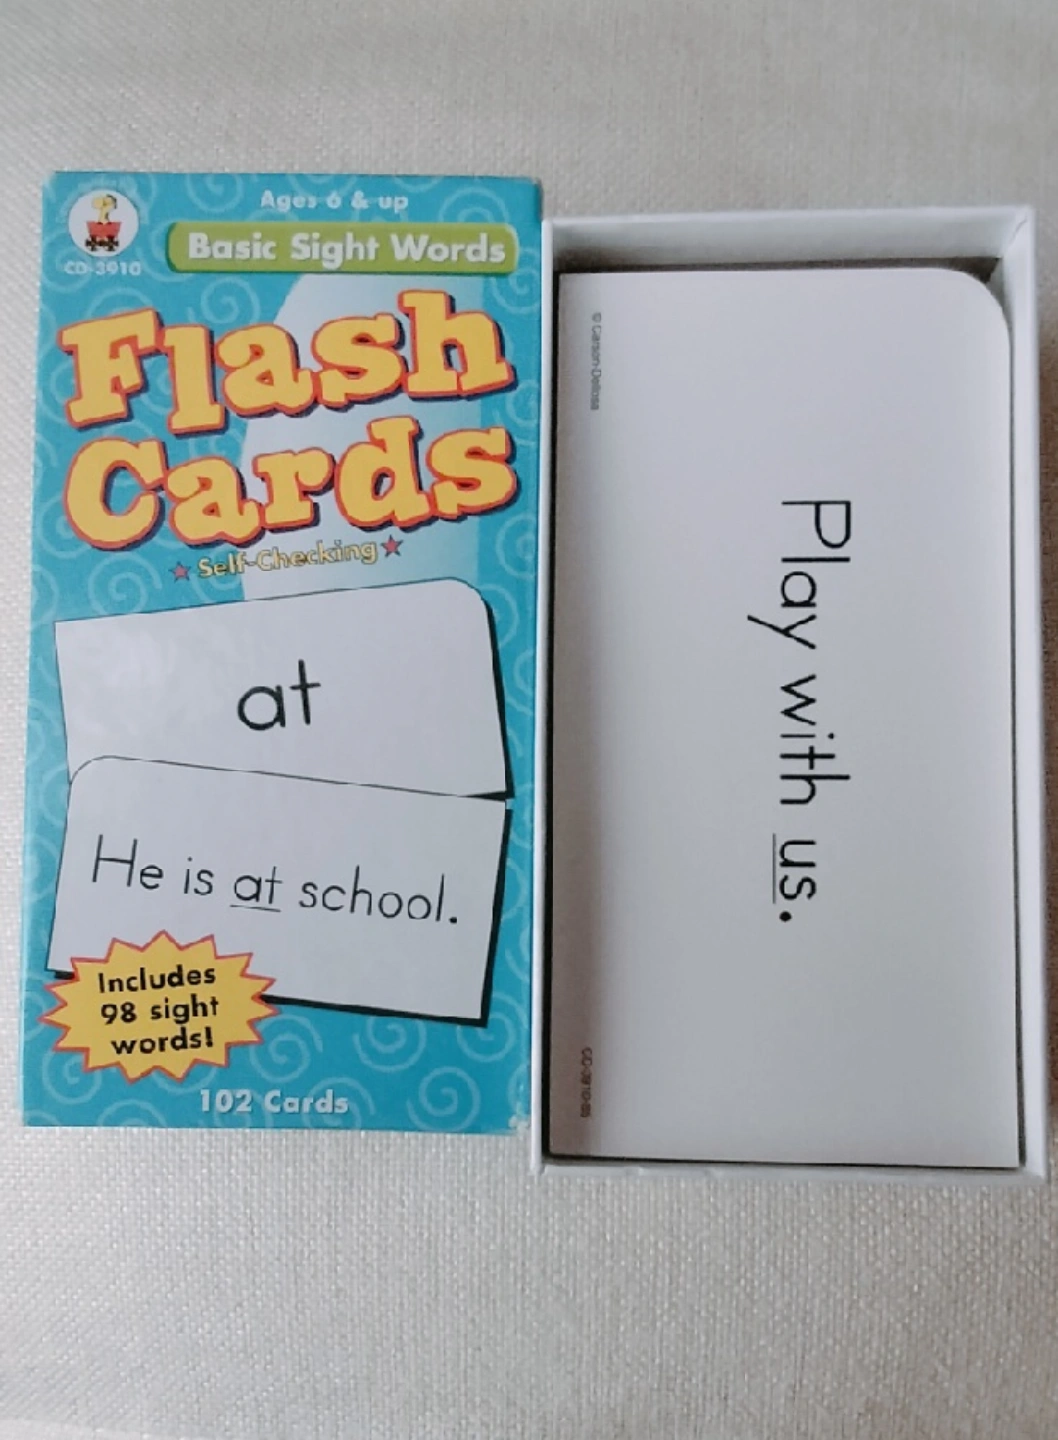 Ages 6 & up
CD-3910
Basic Sight Words
Flash
Cards
Self-Checking
at
He is at school.
Includes
98 sight
words!
102 Cards
© Carson-Dellosa
Play with us.